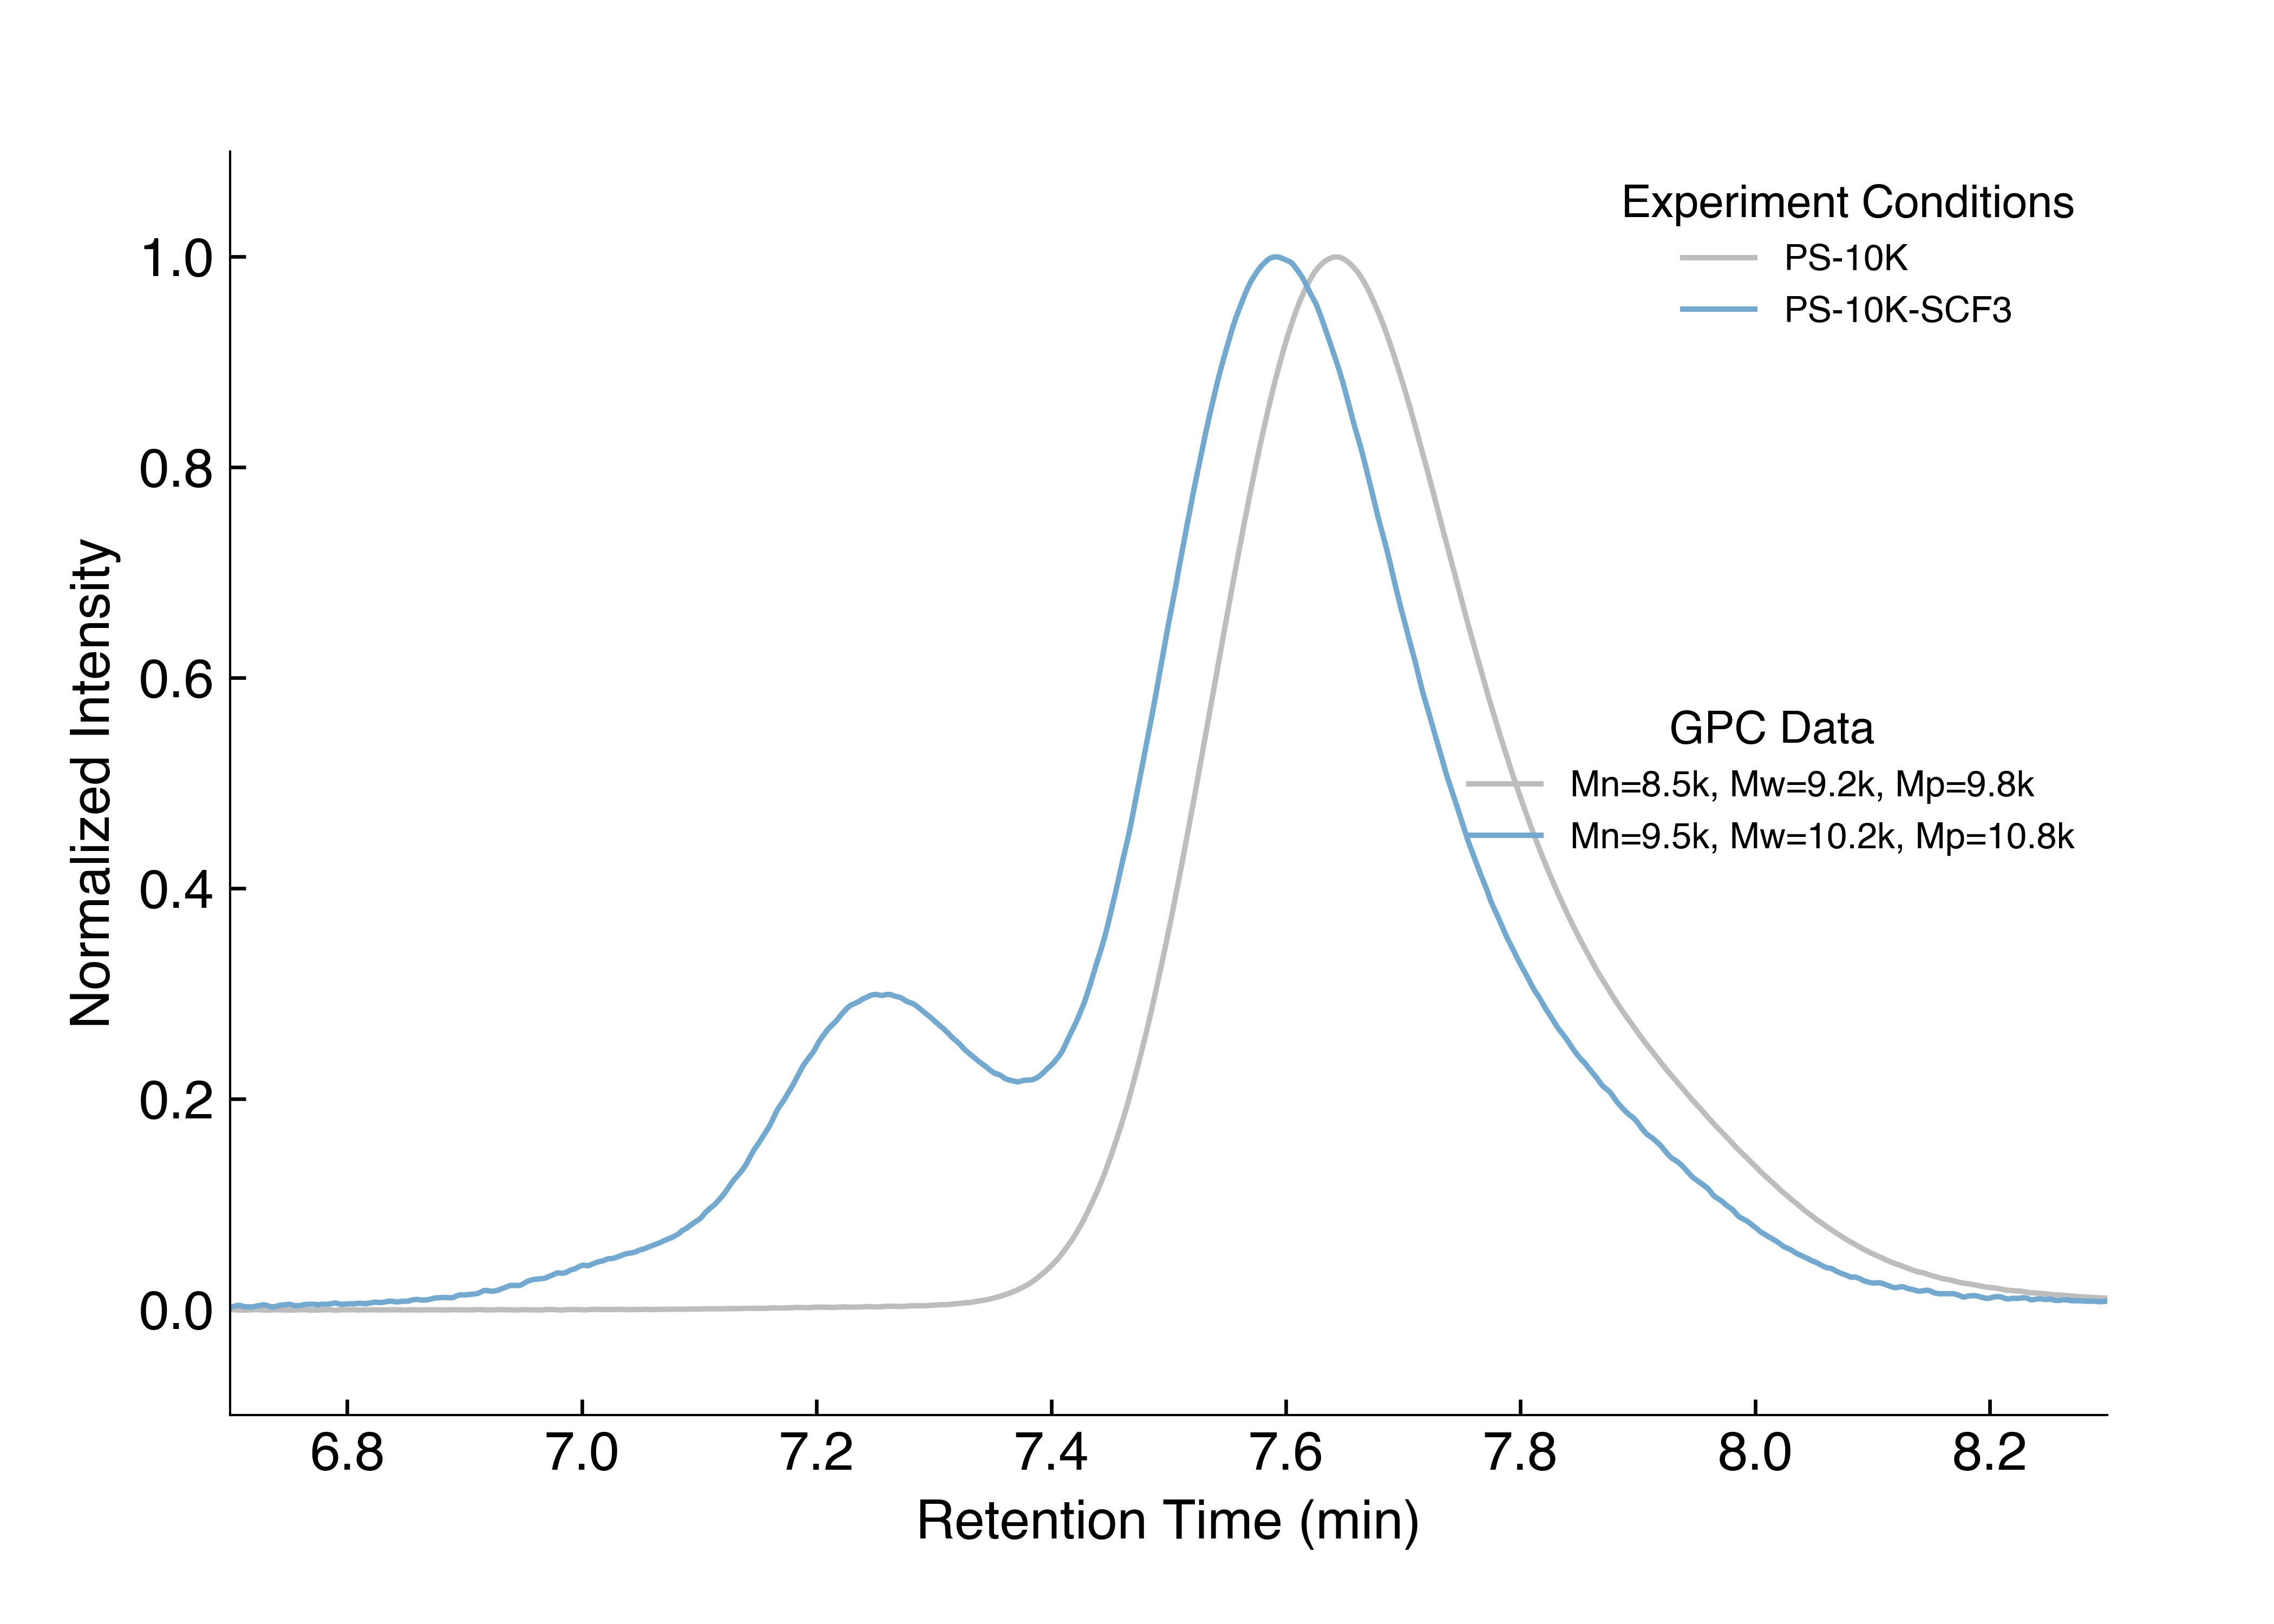 Experiment Conditions
PS-10K
PS-10K-SCF3
GPC Data
Mn=8.5k, Mw=9.2k, Mp=9.8k
Mn=9.5k, Mw=10.2k, Mp=10.8k
Normalized Intensity
1.0
0.8
0.6
0.4
0.2
0.0
6.8 7.0 7.2 7.4 7.6 7.8 8.0 8.2
Retention Time (min)